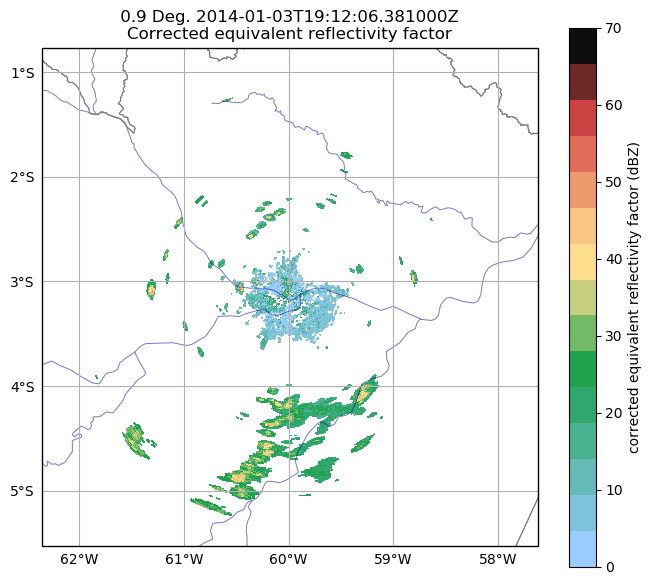 0.9 Deg. 2014-01-03T19:12:06.381000Z
Corrected equivalent reflectivity factor
1°S
2°S
3°S
4°S
5°S
62°W
61°W
60°W
59°W
58°W
70
60
50
40
30
20
10
0
corrected equivalent reflectivity factor (dBZ)